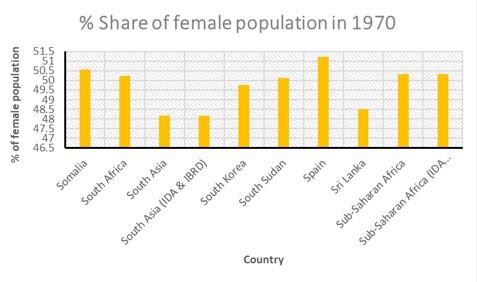 % Share of female population in 1970
% of female population
51.5
51
50.5
50
49.5
49
48.5
48
47.5
47
46.5
Somalia
South Africa
South Asia
South Asia (IDA & IBRD)
South Korea
South Sudan
Spain
Sri Lanka
Sub-Saharan Africa
Sub-Saharan Africa (IDA...
Country